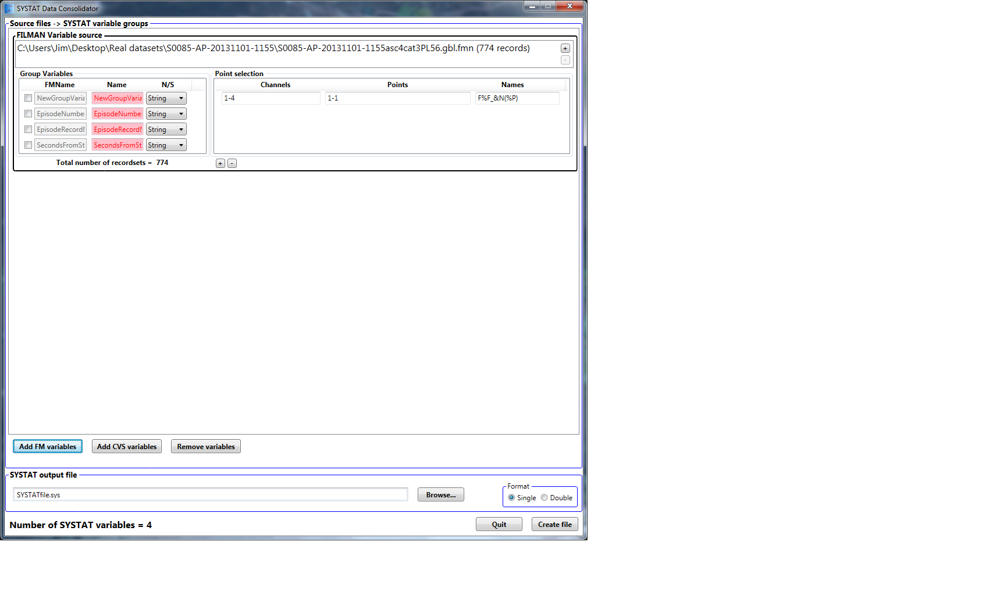 SYSTAT Data Consolidator
Source files -> SYSTAT variable groups
FILMAN Variable source
C:\Users\Jim\Desktop\Real datasets\S0085-AP-20131101-1155\S0085-AP-20131101-1155asc4cat3PL56.gbl.fmn (774 records)
+
-
Group Variables
FMName Name N/S
NewGroupVaria NewGroupVaria String
EpisodeNumbe EpisodeNumbe String
EpisodeRecordN EpisodeRecordN String
SecondsFromSt SecondsFromSt String
Total number of recordsets = 774
Point selection
Channels Points Names
1-4 1-1 F%F_&N(%P)
+ -
Add FM variables Add CVS variables Remove variables
SYSTAT output file
SYSTATfile.sys Browse...
Format
Single Double
Number of SYSTAT variables = 4
Quit Create file